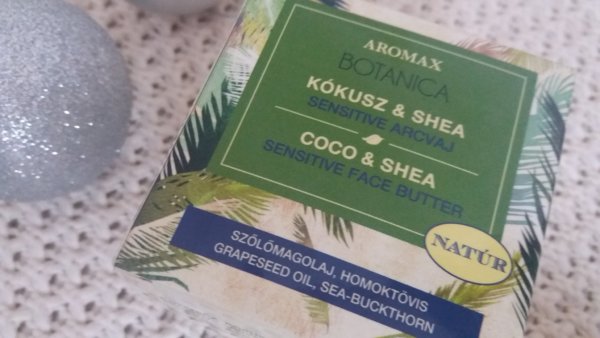 AROMAX
BOTANICA
KÓKUSZ & SHEA
SENSITIVE ARCVAJ
COCO & SHEA
SENSITIVE FACE BUTTER
NATÚR
SZŐLŐMAGOLAJ, HOMOKTÖVIS
GRAPESEED OIL, SEA-BUCKTHORN